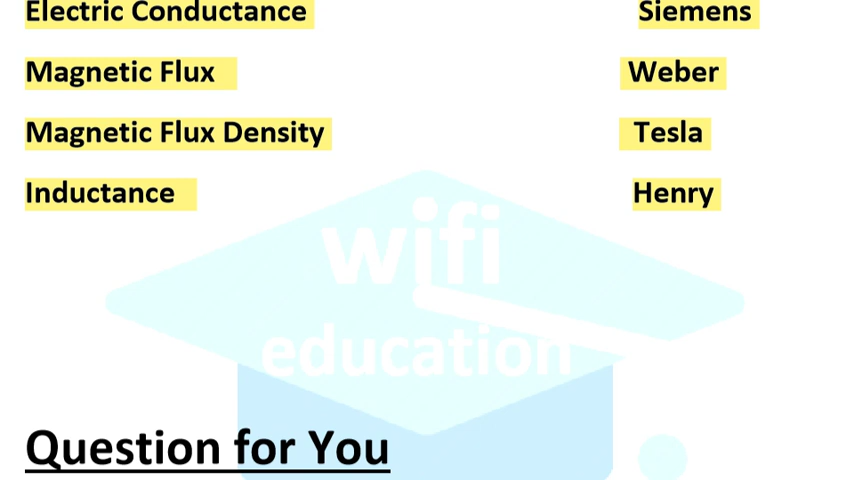 Electric Conductance Siemens
Magnetic Flux Weber
Magnetic Flux Density Tesla
Inductance Henry
wifi
education
Question for You